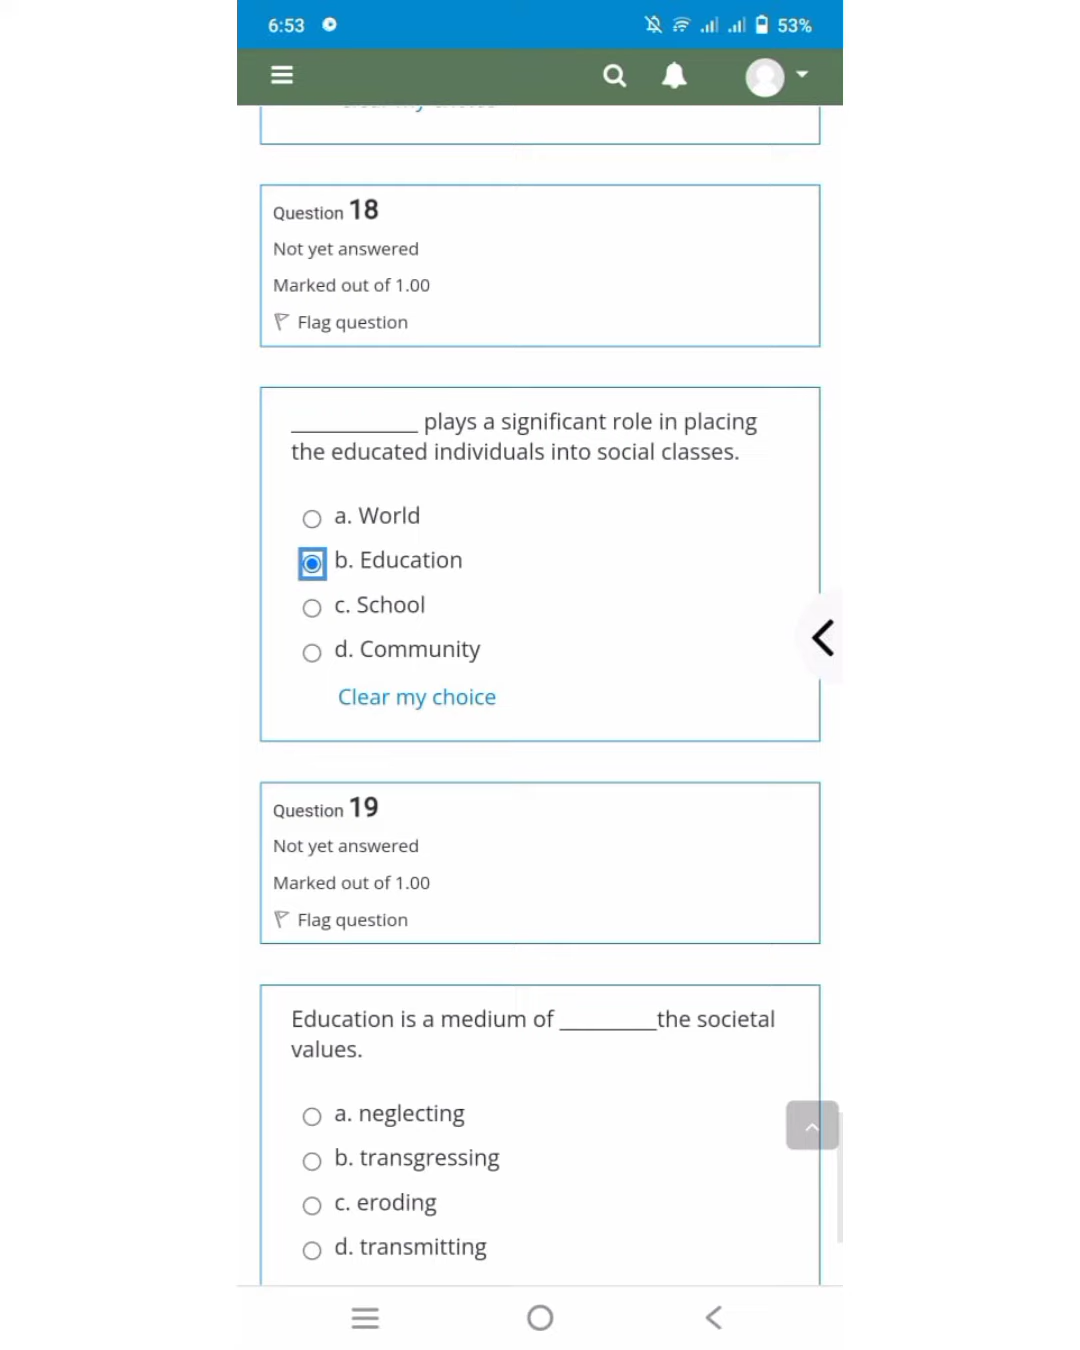 6:53
53%
Question 18
Not yet answered
Marked out of 1.00
Flag question
____________ plays a significant role in placing
the educated individuals into social classes.
a. World
b. Education
c. School
d. Community
Clear my choice
Question 19
Not yet answered
Marked out of 1.00
Flag question
Education is a medium of _________the societal
values.
a. neglecting
b. transgressing
c. eroding
d. transmitting